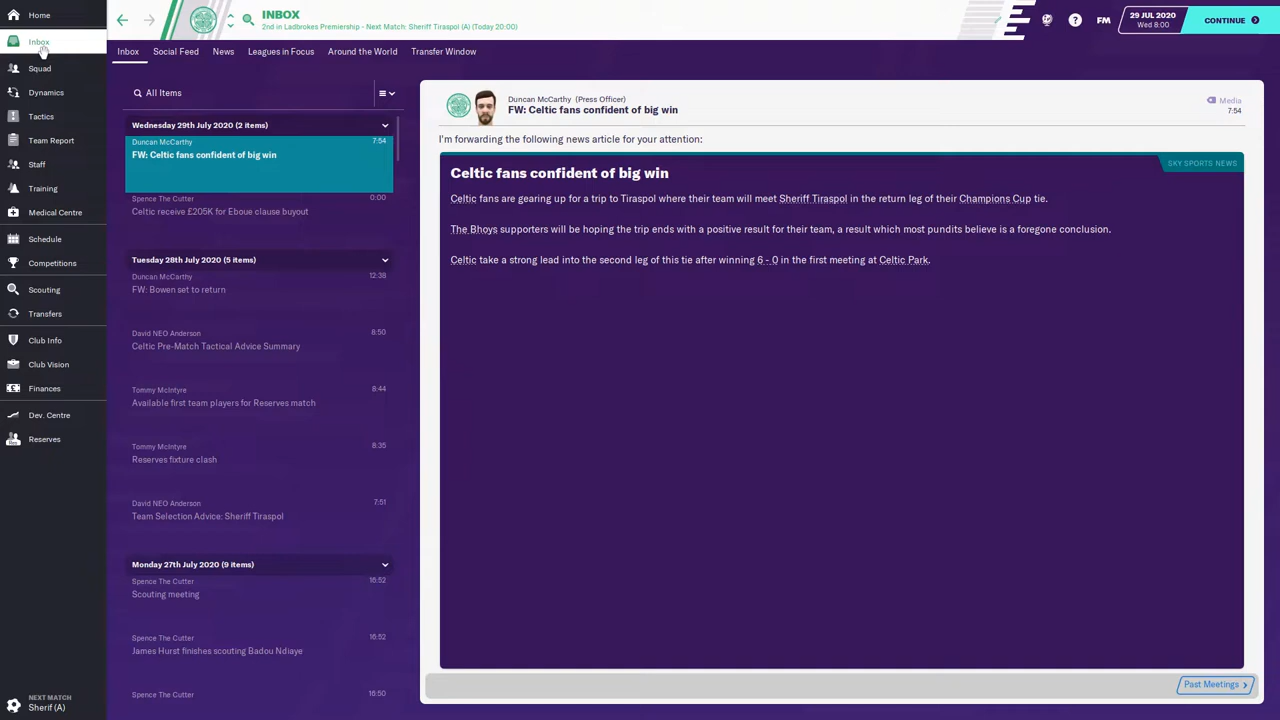 Home
Inbox
Squad
Dynamics
Tactics
Team Report
Staff
Training
Medical Centre
Schedule
Competitions
Scouting
Transfers
Club Info
Club Vision
Finances
Dev. Centre
Reserves
NEXT MATCH
Sherif (A)
INBOX
2nd in Ladbrokes Premiership - Next Match: Sheriff Tiraspol (A) (Today 20:00)
? FM
29 JUL 2020
Wed 8:00
CONTINUE
Inbox Social Feed News Leagues in Focus Around the World Transfer Window
All Items
Wednesday 29th July 2020 (2 items)
Duncan McCarthy 7:54
FW: Celtic fans confident of big win
Spence The Cutter 0:00
Celtic receive £205K for Eboue clause buyout
Tuesday 28th July 2020 (5 items)
Duncan McCarthy 12:38
FW: Bowen set to return
David NEO Anderson 8:50
Celtic Pre-Match Tactical Advice Summary
Tommy McIntyre 8:44
Available first team players for Reserves match
Tommy McIntyre 8:35
Reserves fixture clash
David NEO Anderson 7:51
Team Selection Advice: Sheriff Tiraspol
Monday 27th July 2020 (9 items)
Spence The Cutter 16:52
Scouting meeting
Spence The Cutter 16:52
James Hurst finishes scouting Badou Ndiaye
Spence The Cutter 16:50
Duncan McCarthy (Press Officer)
FW: Celtic fans confident of big win
Media
7:54
I'm forwarding the following news article for your attention:
SKY SPORTS NEWS
Celtic fans confident of big win
Celtic fans are gearing up for a trip to Tiraspol where their team will meet Sheriff Tiraspol in the return leg of their Champions Cup tie.
The Bhoys supporters will be hoping the trip ends with a positive result for their team, a result which most pundits believe is a foregone conclusion.
Celtic take a strong lead into the second leg of this tie after winning 6 - 0 in the first meeting at Celtic Park.
Past Meetings